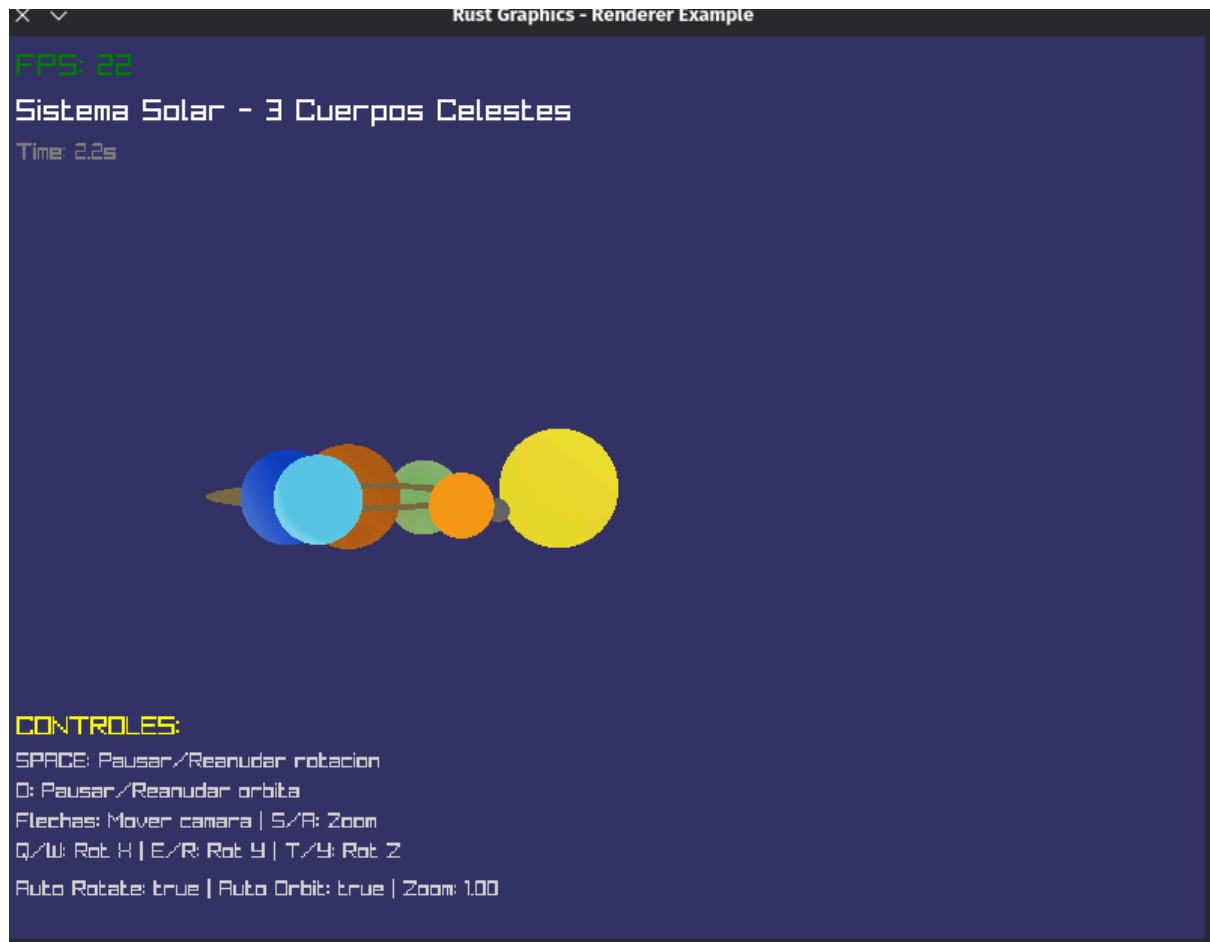 Rust Graphics - Renderer Example
FPS: 22
Sistema Solar - 3 Cuerpos Celestes
Time: 2.2s
CONTROLES:
SPACE: Pausar/Reanudar rotacion
O: Pausar/Reanudar orbita
Flechas: Mover camara | S/A: Zoom
Q/W: Rot X | E/R: Rot Y | T/Y: Rot Z
Auto Rotate: true | Auto Orbit: true | Zoom: 1.00